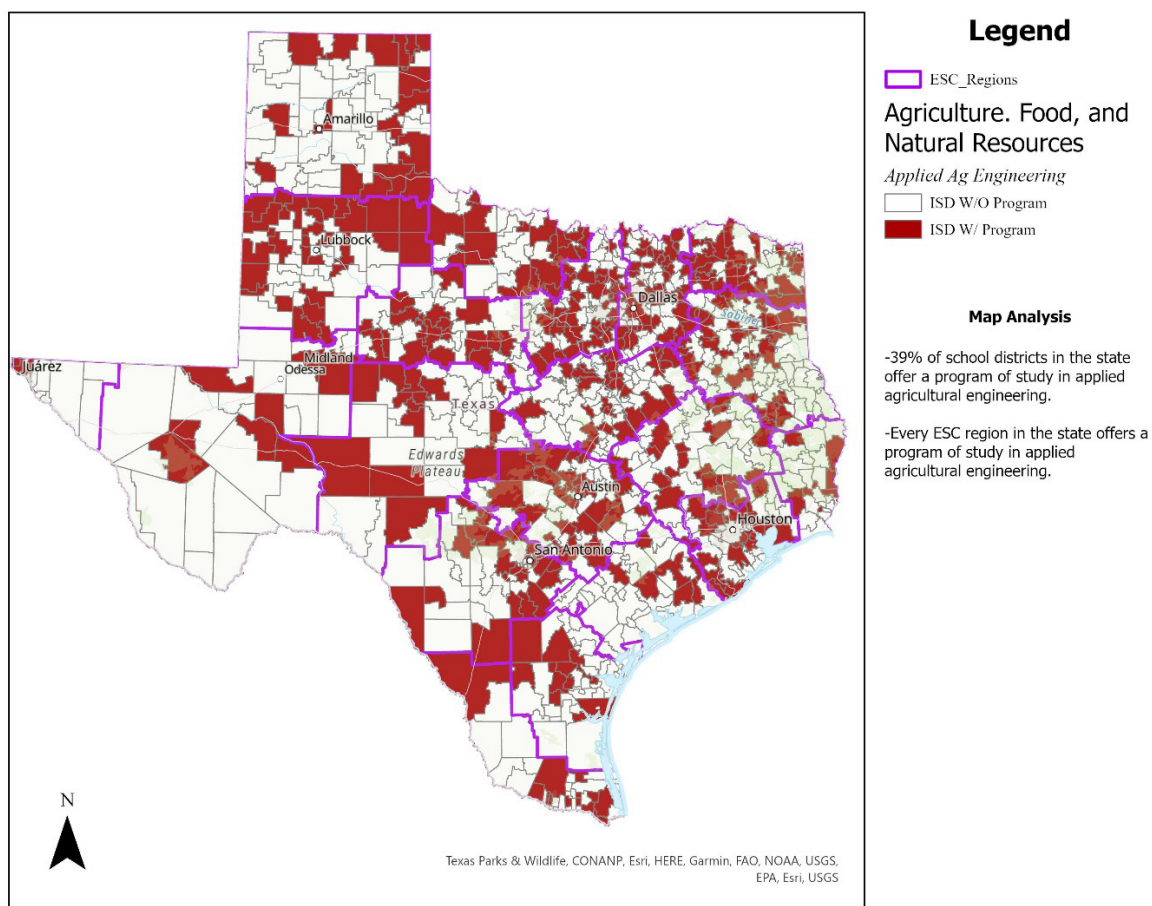 Legend
ESC_Regions
Agriculture. Food, and
Natural Resources
Applied Ag Engineering
ISD W/O Program
ISD W/ Program
Map Analysis
-39% of school districts in the state
offer a program of study in applied
agricultural engineering.
-Every ESC region in the state offers a
program of study in applied
agricultural engineering.
Amarillo
Lubbock
Dallas
Sabine
Juárez
Midland
Odessa
Texas
Edwards
Plateau
Austin
Houston
San Antonio
N
Texas Parks & Wildlife, CONANP, Esri, HERE, Garmin, FAO, NOAA, USGS,
EPA, Esri, USGS